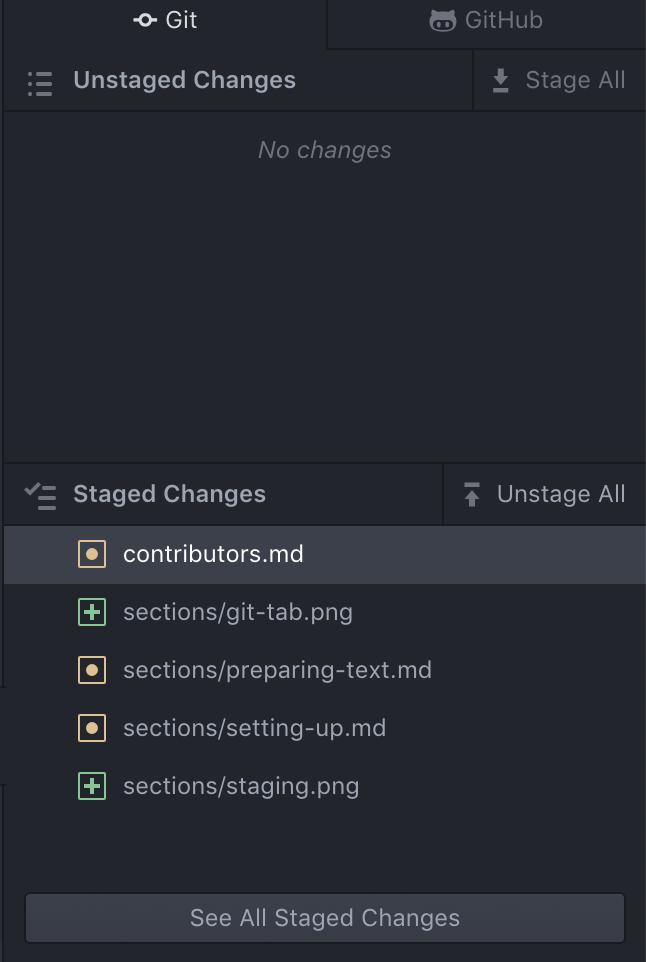 Git
GitHub
Unstaged Changes
Stage All
No changes
Staged Changes
Unstage All
contributors.md
sections/git-tab.png
sections/preparing-text.md
sections/setting-up.md
sections/staging.png
See All Staged Changes